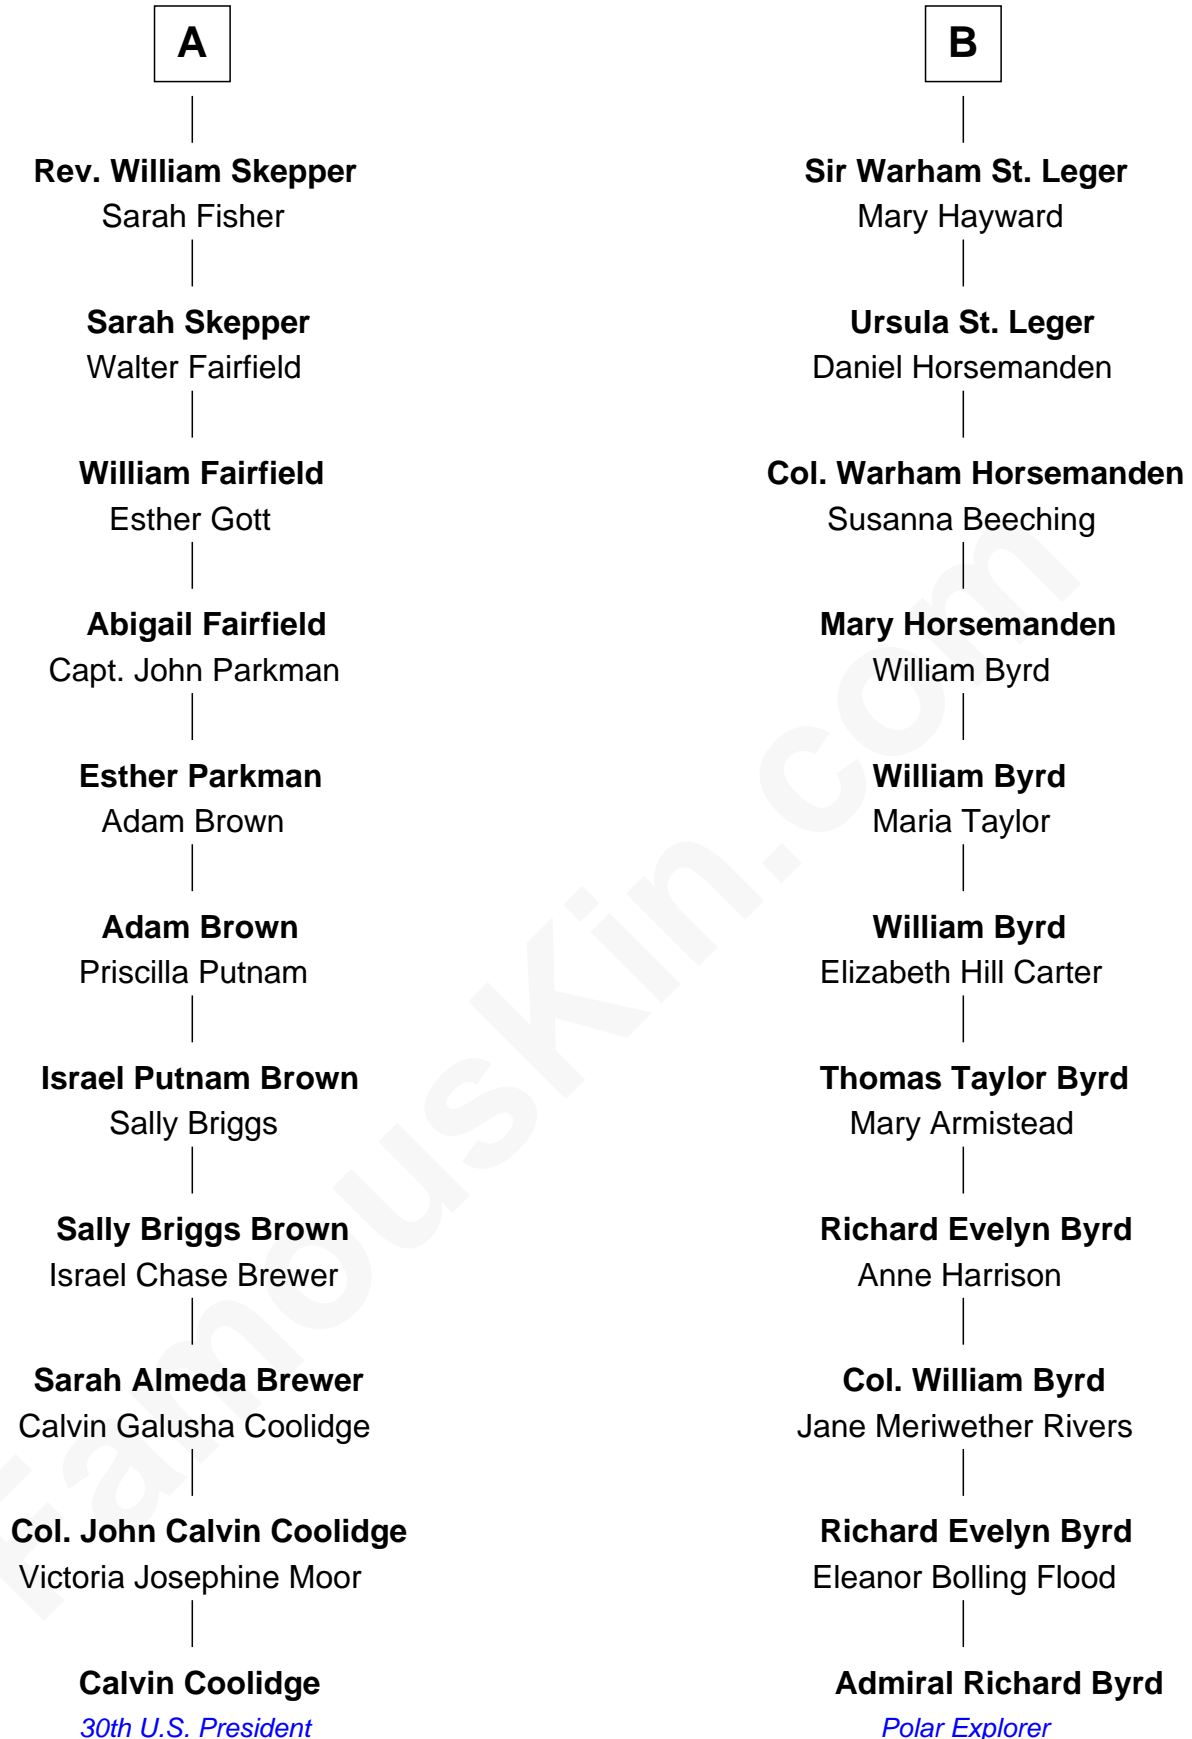 A
Rev. William Skepper
Sarah Fisher
Sarah Skepper
Walter Fairfield
William Fairfield
Esther Gott
Abigail Fairfield
Capt. John Parkman
Esther Parkman
Adam Brown
Adam Brown
Priscilla Putnam
Israel Putnam Brown
Sally Briggs
Sally Briggs Brown
Israel Chase Brewer
Sarah Almeda Brewer
Calvin Galusha Coolidge
Col. John Calvin Coolidge
Victoria Josephine Moor
Calvin Coolidge
30th U.S. President
B
Sir Warham St. Leger
Mary Hayward
Ursula St. Leger
Daniel Horsemanden
Col. Warham Horsemanden
Susanna Beeching
Mary Horsemanden
William Byrd
William Byrd
Maria Taylor
William Byrd
Elizabeth Hill Carter
Thomas Taylor Byrd
Mary Armistead
Richard Evelyn Byrd
Anne Harrison
Col. William Byrd
Jane Meriwether Rivers
Richard Evelyn Byrd
Eleanor Bolling Flood
Admiral Richard Byrd
Polar Explorer
FamousKin.com